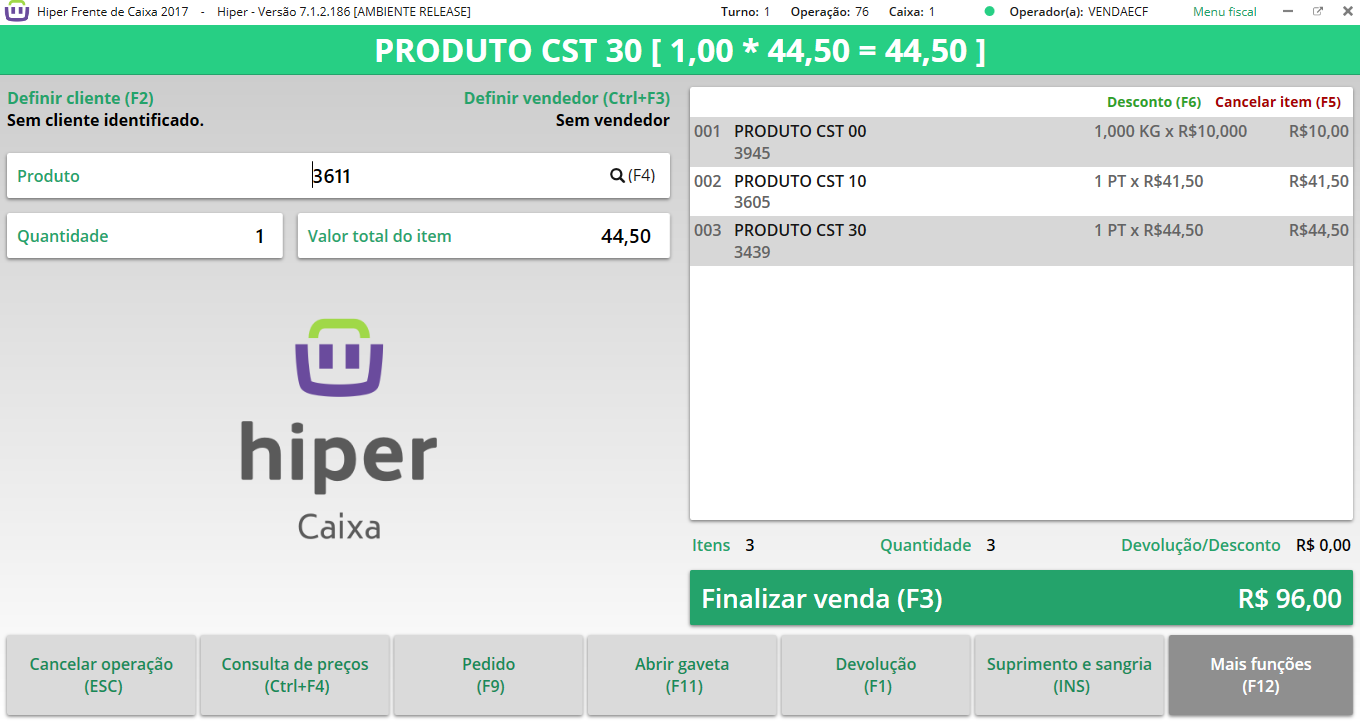 Hiper Frente de Caixa 2017 - Hiper - Versão 7.1.2.186 [AMBIENTE RELEASE] Turno: 1 Operação: 76 Caixa: 1 Operador(a): VENDAECF Menu fiscal
PRODUTO CST 30 [ 1,00 * 44,50 = 44,50 ]
Definir cliente (F2) Definir vendedor (Ctrl+F3)
Sem cliente identificado. Sem vendedor
Produto 3611 (F4)
Quantidade 1 Valor total do item 44,50
hiper
Caixa
Desconto (F6) Cancelar item (F5)
001 PRODUTO CST 00 1,000 KG x R$10,000 R$10,00
3945
002 PRODUTO CST 10 1 PT x R$41,50 R$41,50
3605
003 PRODUTO CST 30 1 PT x R$44,50 R$44,50
3439
Itens 3 Quantidade 3 Devolução/Desconto R$ 0,00
Finalizar venda (F3) R$ 96,00
Cancelar operação
(ESC)
Consulta de preços
(Ctrl+F4)
Pedido
(F9)
Abrir gaveta
(F11)
Devolução
(F1)
Suprimento e sangria
(INS)
Mais funções
(F12)